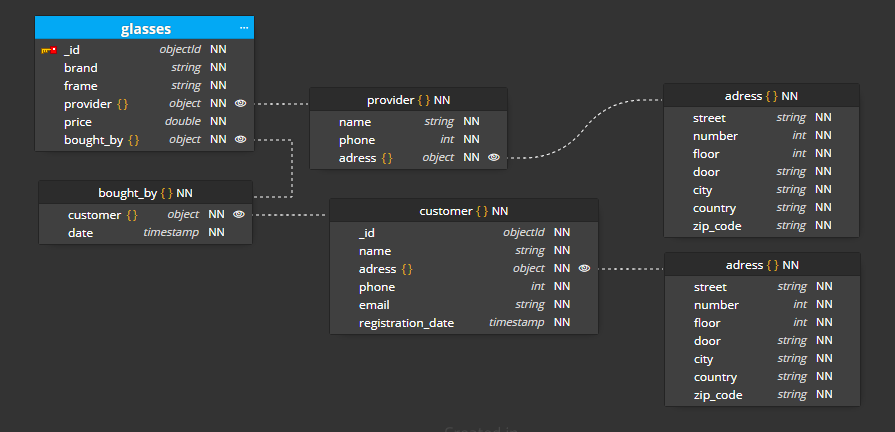 glasses ...
_id objectId NN
brand string NN
frame string NN
provider {} object NN
price double NN
bought_by {} object NN
provider {} NN
name string NN
phone int NN
adress {} object NN
adress {} NN
street string NN
number int NN
floor int NN
door string NN
city string NN
country string NN
zip_code string NN
bought_by {} NN
customer {} object NN
date timestamp NN
customer {} NN
_id objectId NN
name string NN
adress {} object NN
phone int NN
email string NN
registration_date timestamp NN
adress {} NN
street string NN
number int NN
floor int NN
door string NN
city string NN
country string NN
zip_code string NN
Created in